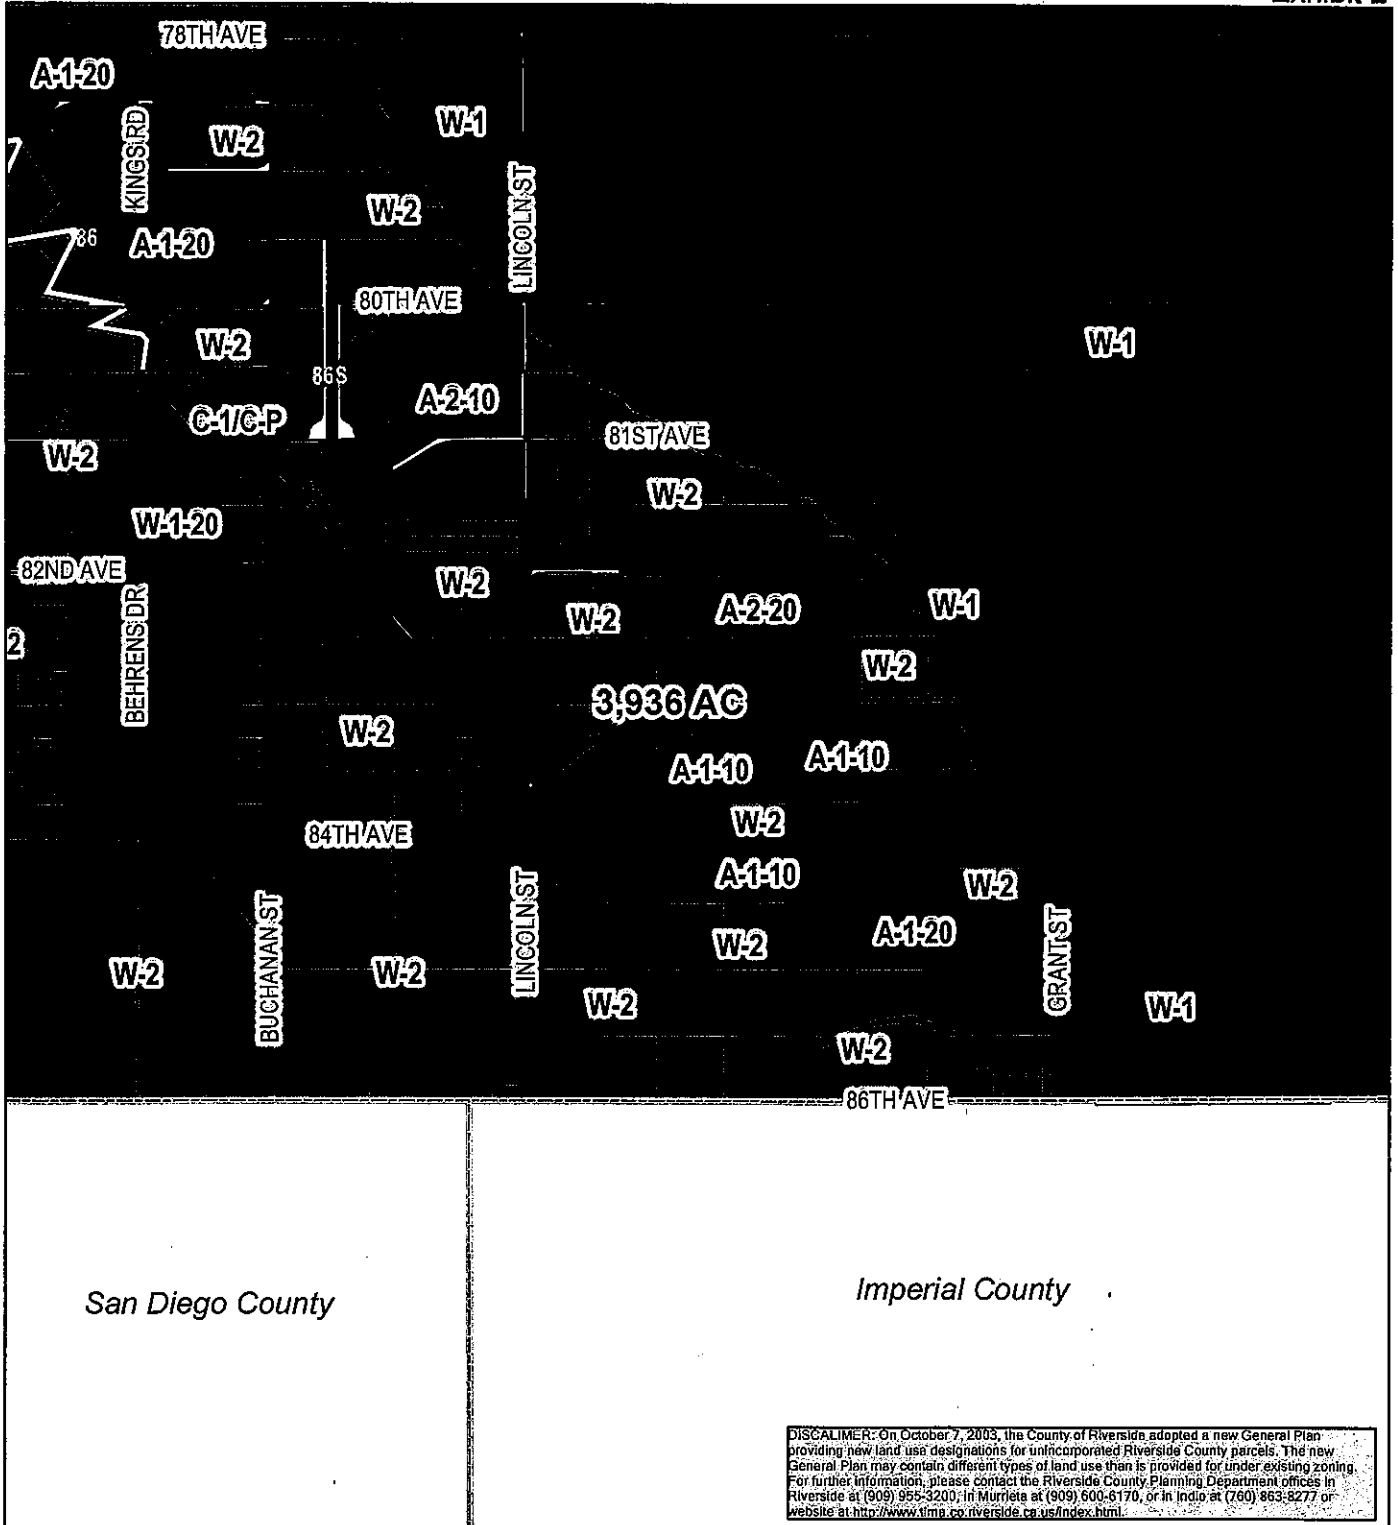 78TH AVE
A-1-20
KINGS RD
W-2
W-1
W-2
LINCOLN ST
86
A-1-20
80TH AVE
W-2
W-1
86S
A-2-10
C-1/C-P
81ST AVE
W-2
W-2
W-1-20
82ND AVE
W-2
BEHRENS DR
W-2
A-2-20
W-1
2
W-2
3,936 AC
W-2
A-1-10
A-1-10
W-2
84TH AVE
A-1-10
W-2
BUCHANAN ST
LINCOLN ST
A-1-20
GRANT ST
W-2
W-2
W-2
W-2
W-1
W-2
86TH AVE
San Diego County
Imperial County
DISCALIMER: On October 7, 2003, the County of Riverside adopted a new General Plan
providing new land use designations for unincorporated Riverside County parcels. The new
General Plan may contain different types of land use than is provided for under existing zoning.
For further information, please contact the Riverside County Planning Department offices in
Riverside at (909) 955-3200, in Murrieta at (909) 600-6170, or in Indio at (760) 863-8277 or
website at http://www.tlma.co.riverside.ca.us/index.html.